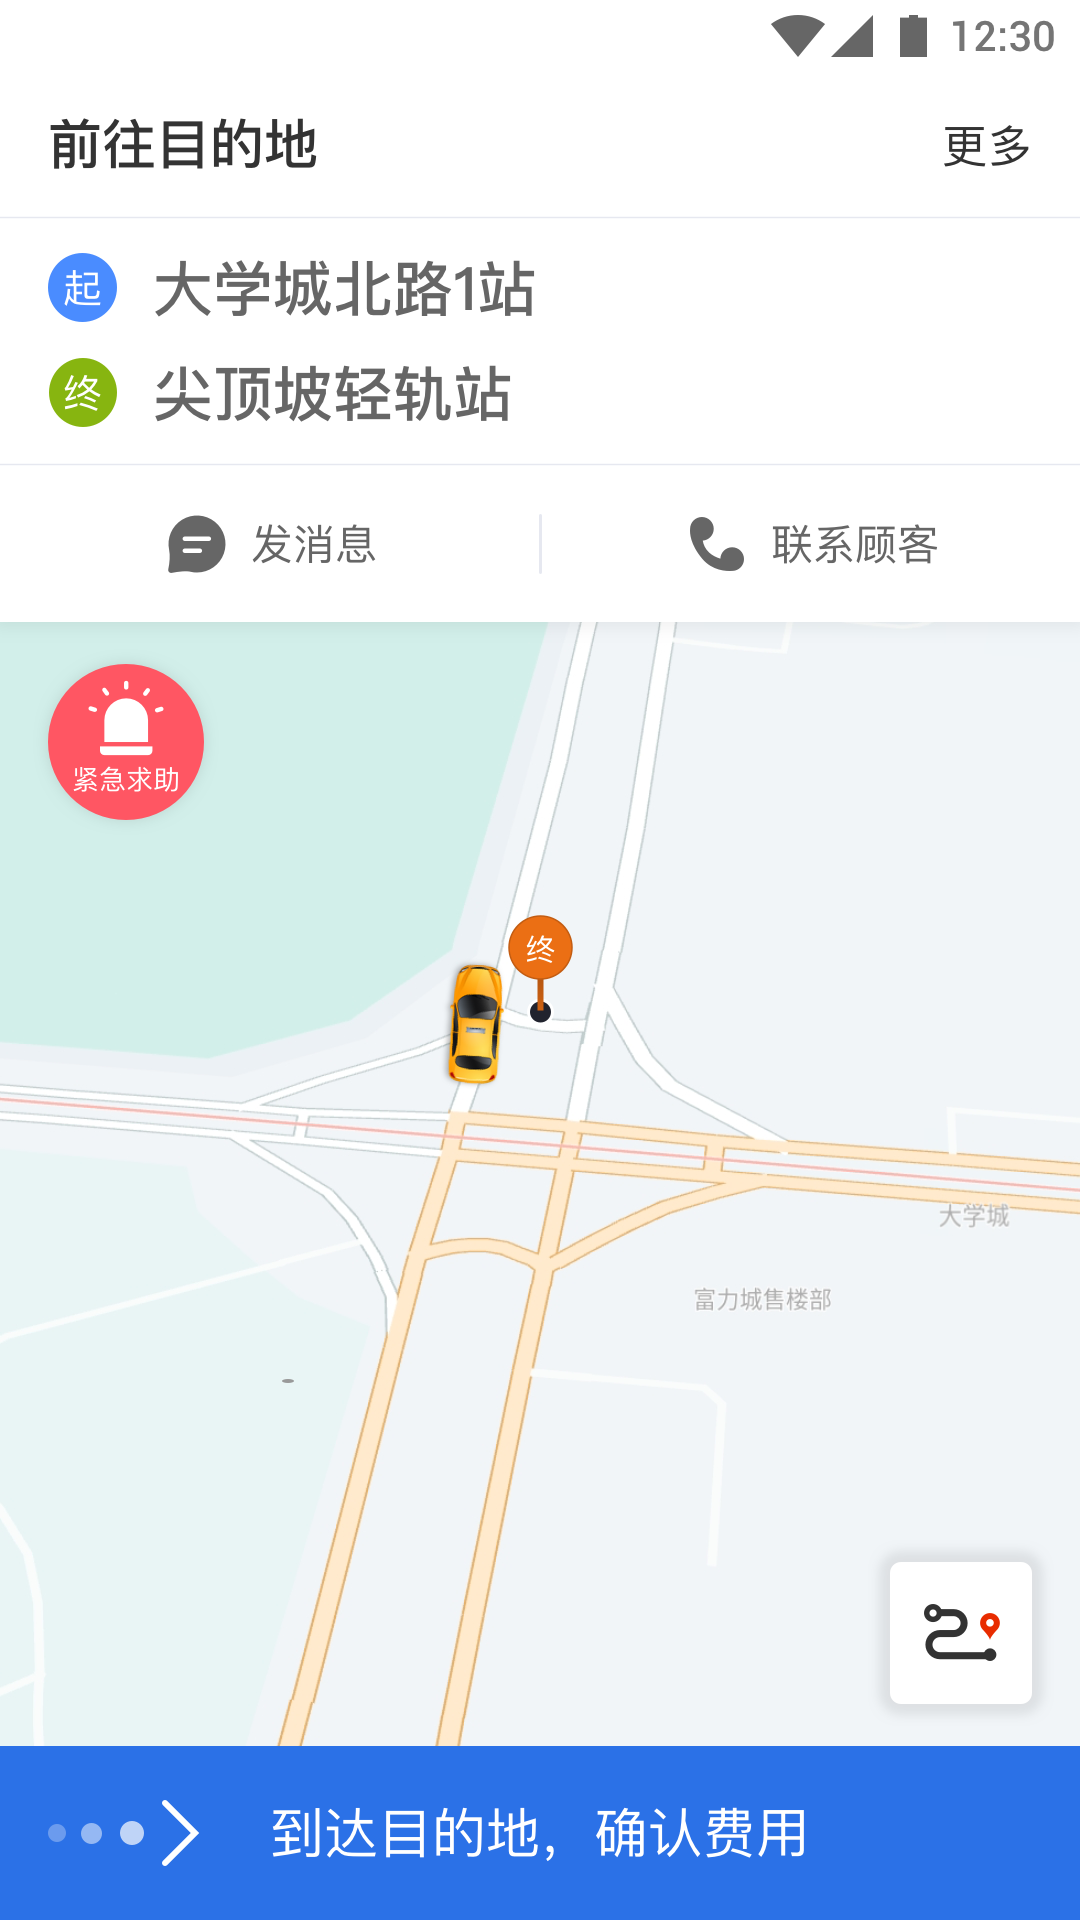 12:30
前往目的地
更多
起 大学城北路1站
终 尖顶坡轻轨站
发消息
联系顾客
紧急求助
终
大学城
富力城售楼部
到达目的地，确认费用